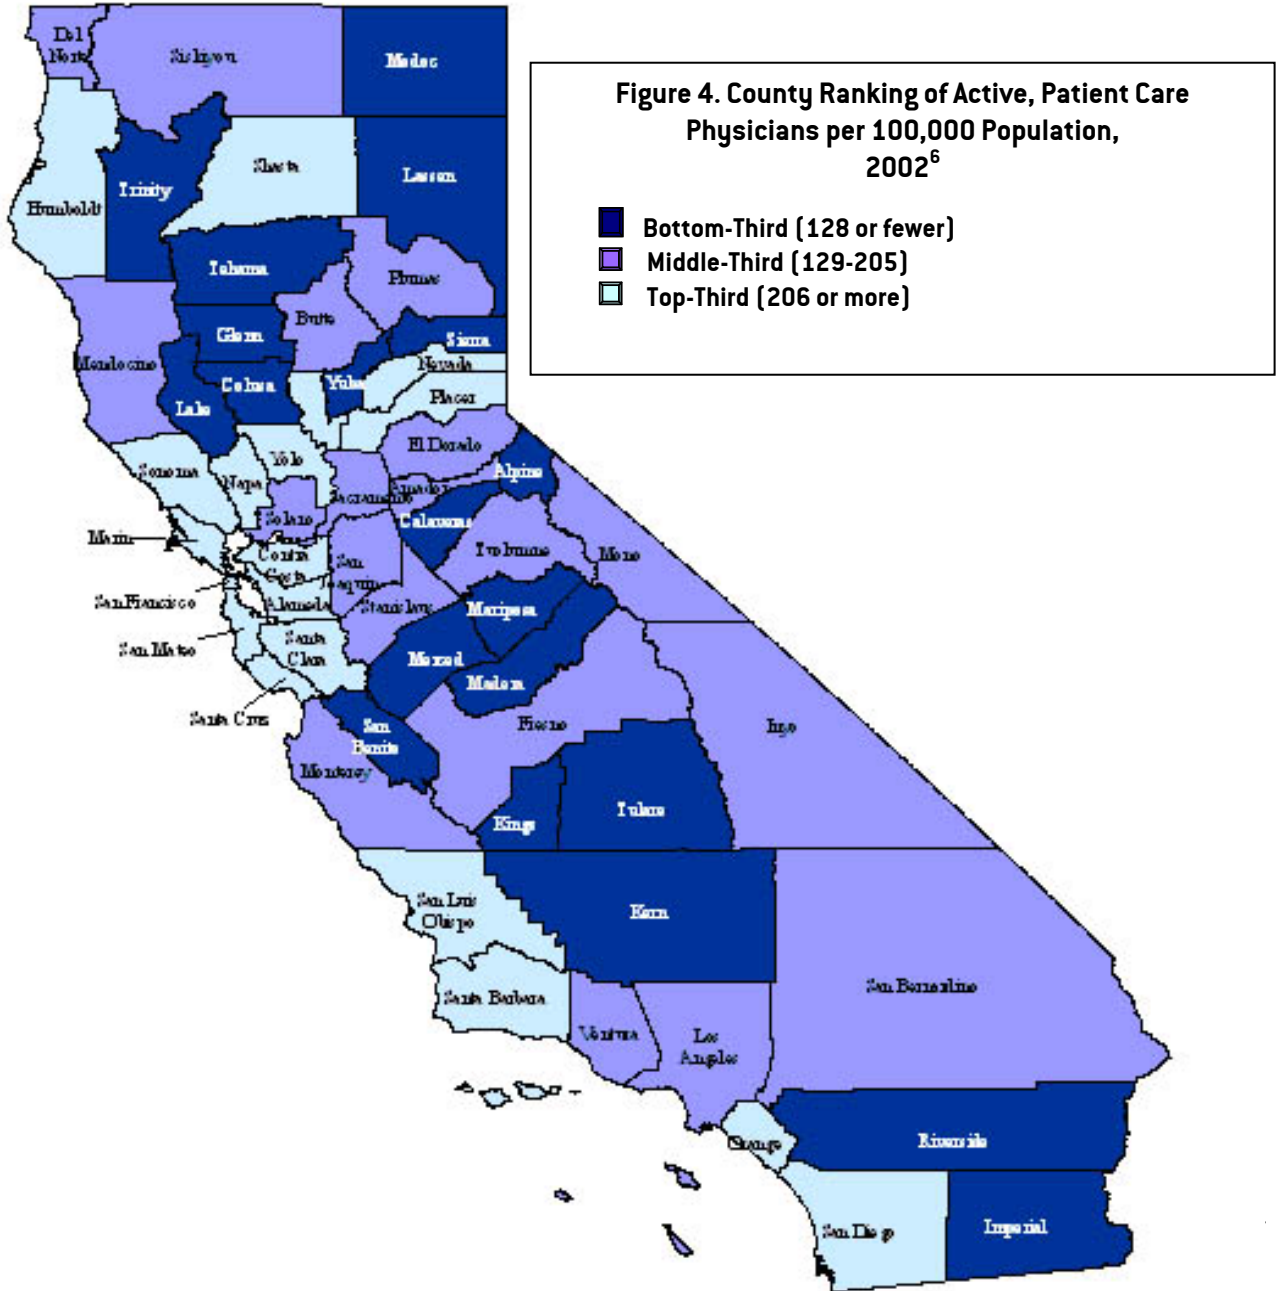 Figure 4. County Ranking of Active, Patient Care
Physicians per 100,000 Population,
2002⁶
Bottom-Third (128 or fewer)
Middle-Third (129-205)
Top-Third (206 or more)
Del
Norte
Siskiyou
Modoc
Shasta
Lassen
Trinity
Humboldt
Tehama
Plumas
Butte
Glenn
Sierra
Mendocino
Nevada
Colusa
Yuba
Placer
Lake
El Dorado
Yolo
Sonoma
Alpine
Napa
Amador
Sacramento
Solano
Calaveras
Marin
Contra
Costa
Tuolumne
Mono
San
Joaquin
San Francisco
Alameda
Stanislaus
Mariposa
Santa
Clara
San Mateo
Merced
Madera
Santa Cruz
San
Benito
Fresno
Inyo
Monterey
Tulare
Kings
San Luis
Obispo
Kern
San Bernardino
Santa Barbara
Ventura
Los
Angeles
Orange
Riverside
San Diego
Imperial